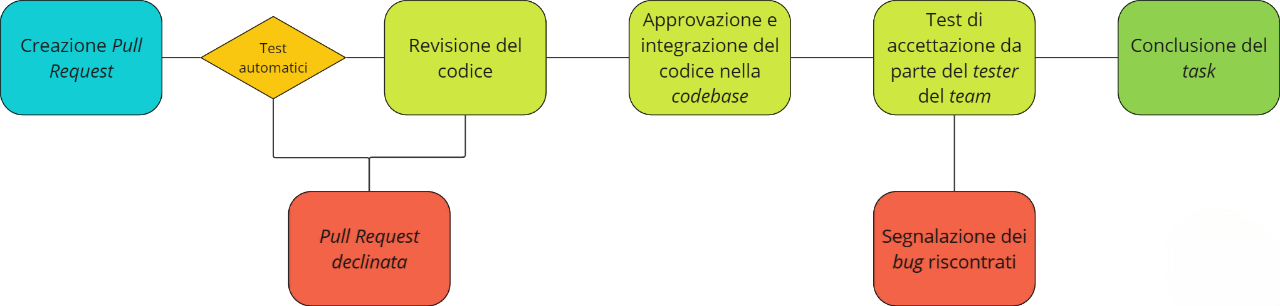 Creazione Pull
Request
Test
automatici
Revisione del
codice
Approvazione e
integrazione del
codice nella
codebase
Test di
accettazione da
parte del tester
del team
Conclusione del
task
Pull Request
declinata
Segnalazione dei
bug riscontrati